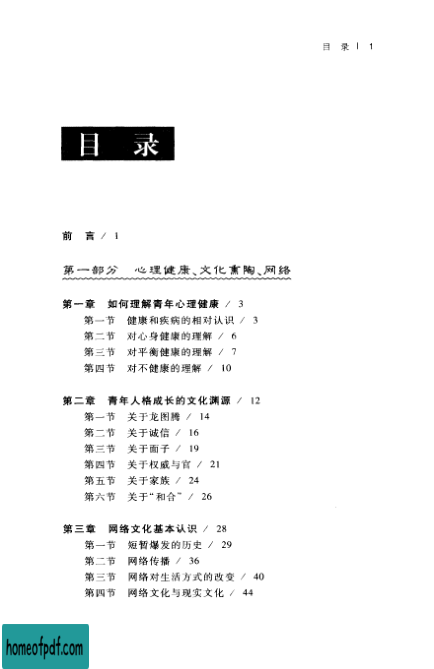 目 录 | 1
目 录
前 言 / 1
第一部分 心理健康、文化熏陶、网络
第一章 如何理解青年心理健康 / 3
第一节 健康和疾病的相对认识 / 3
第二节 对心身健康的理解 / 6
第三节 对平衡健康的理解 / 7
第四节 对不健康的理解 / 10
第二章 青年人格成长的文化渊源 / 12
第一节 关于龙图腾 / 14
第二节 关于诚信 / 16
第三节 关于面子 / 19
第四节 关于权威与官 / 21
第五节 关于家族 / 24
第六节 关于“和合” / 26
第三章 网络文化基本认识 / 28
第一节 短暂爆发的历史 / 29
第二节 网络传播 / 36
第三节 网络对生活方式的改变 / 40
第四节 网络文化与现实文化 / 44
homeofpdf.com